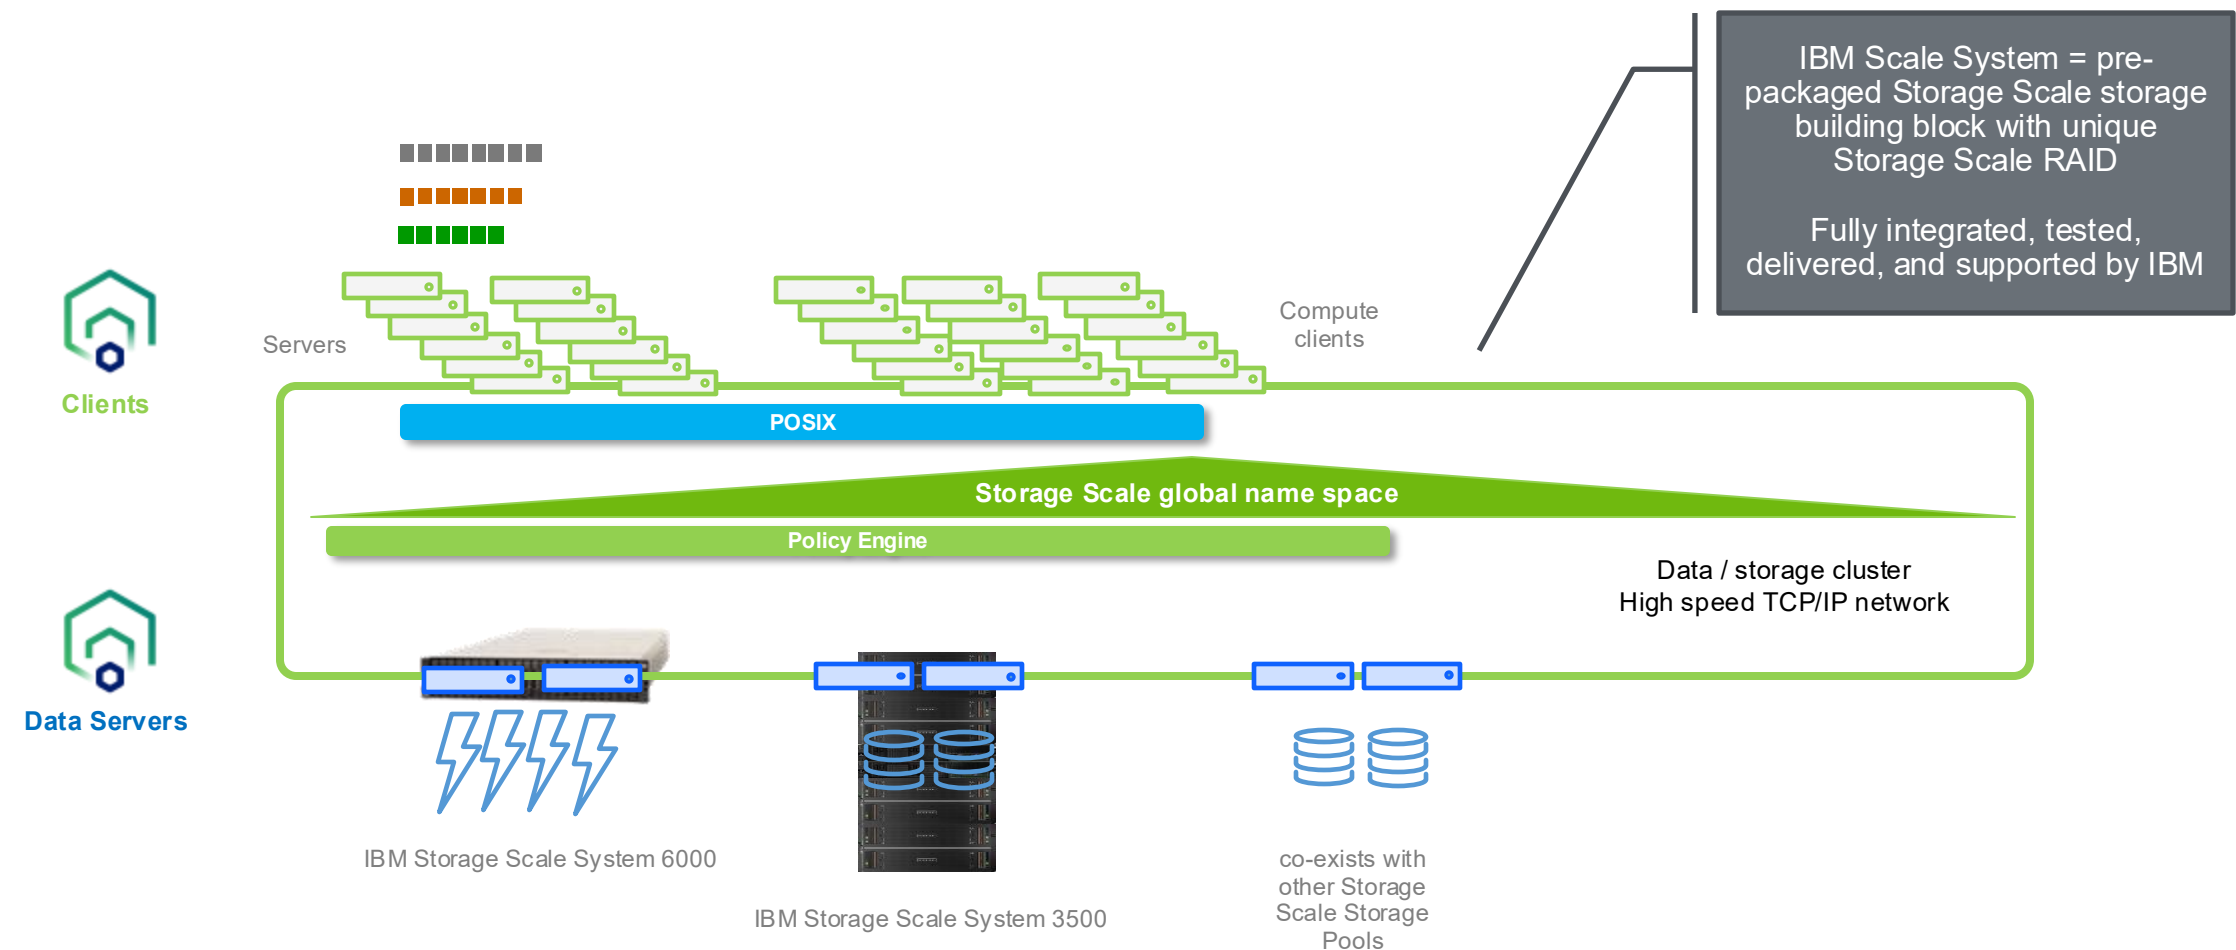 IBM Scale System = pre-
packaged Storage Scale storage
building block with unique
Storage Scale RAID
Fully integrated, tested,
delivered, and supported by IBM
Servers
Compute
clients
Clients
POSIX
Storage Scale global name space
Policy Engine
Data / storage cluster
High speed TCP/IP network
Data Servers
IBM Storage Scale System 6000
IBM Storage Scale System 3500
co-exists with
other Storage
Scale Storage
Pools